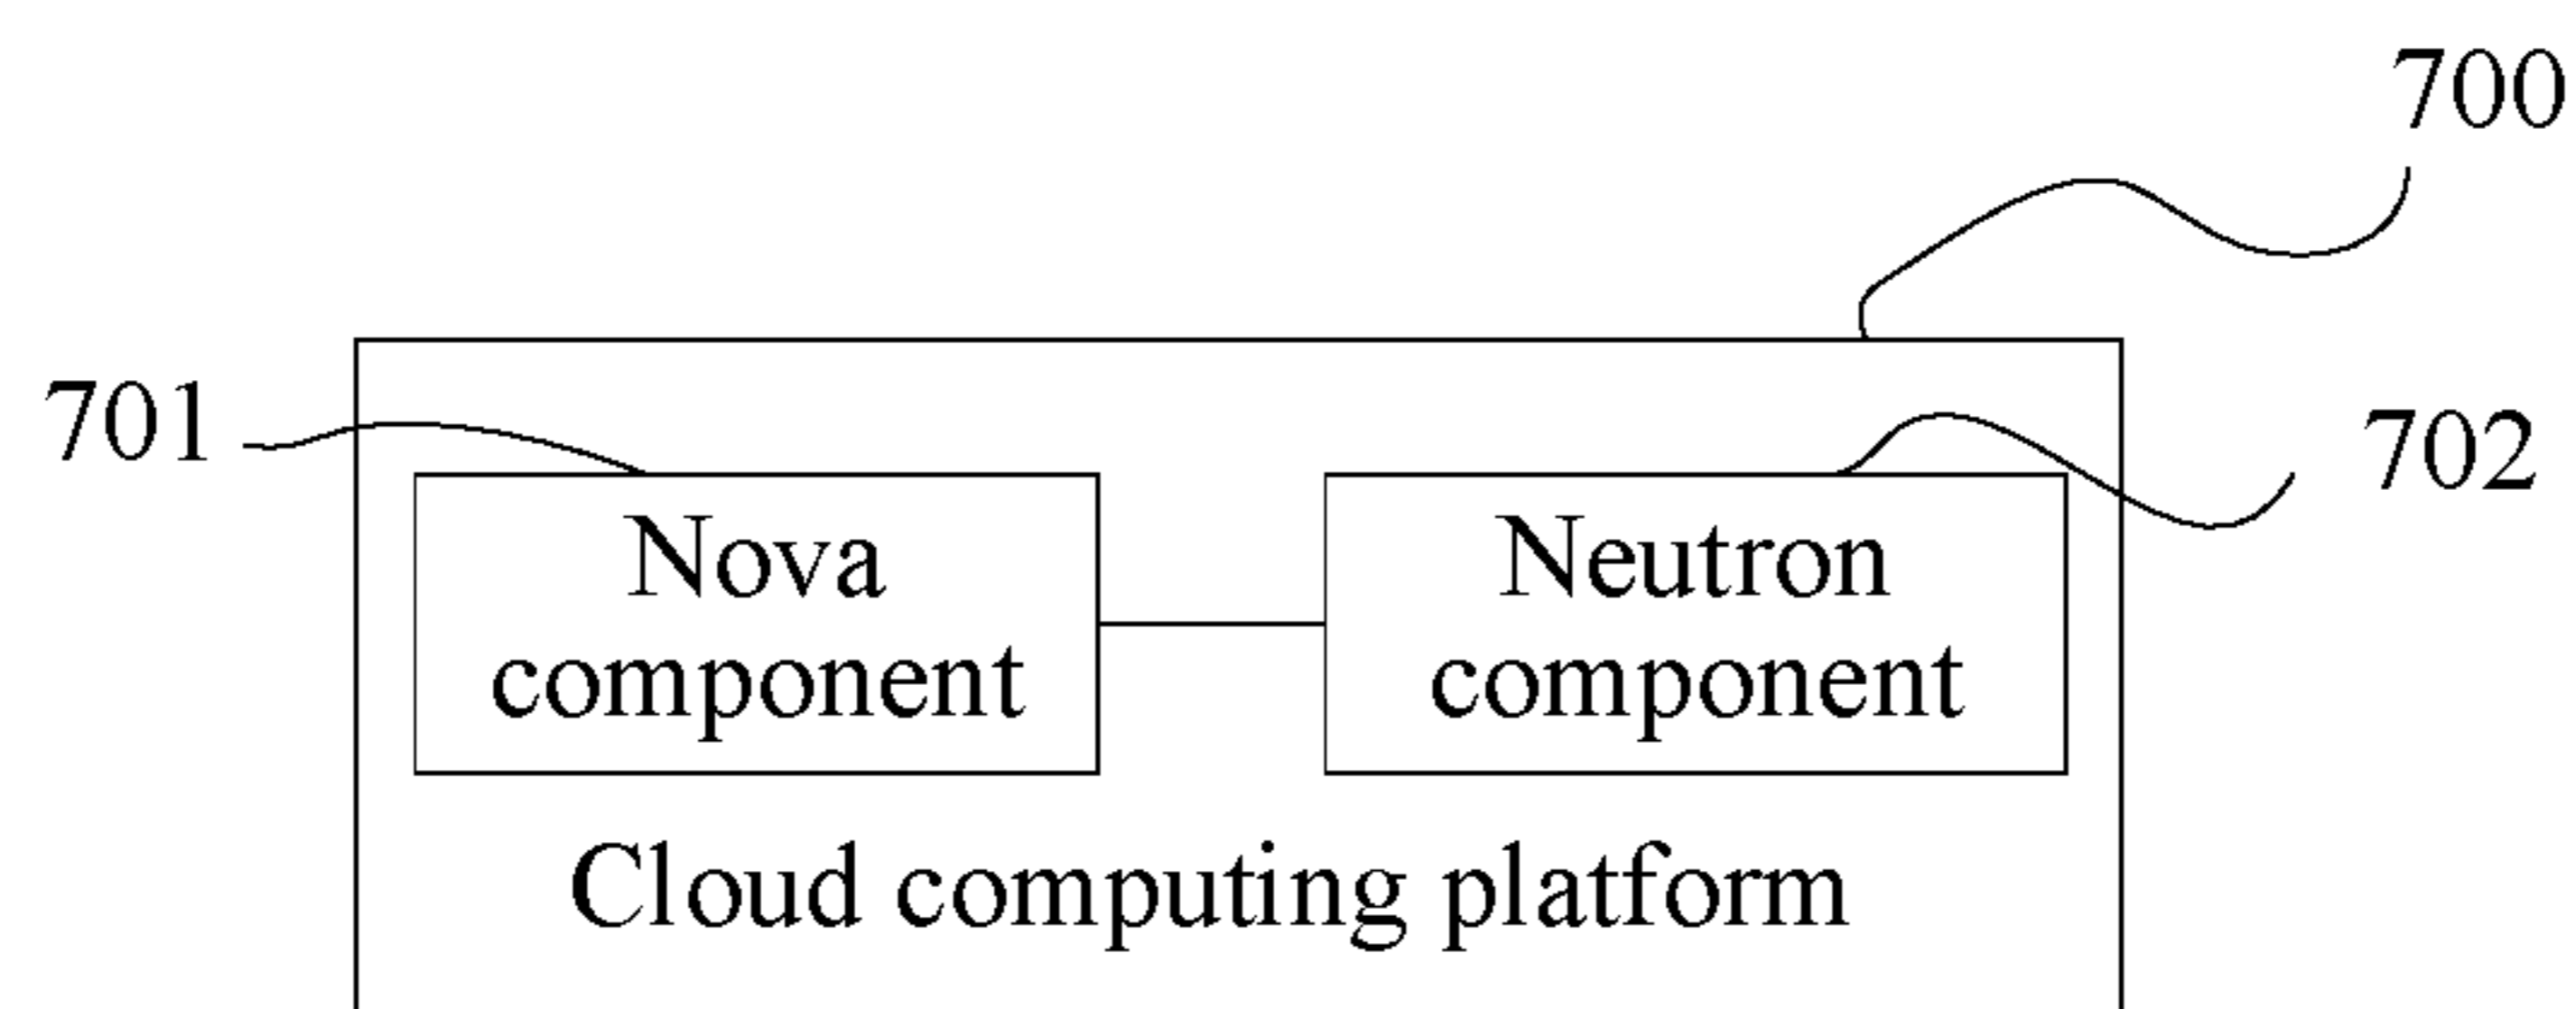 700
701
702
Nova
component
Neutron
component
Cloud computing platform